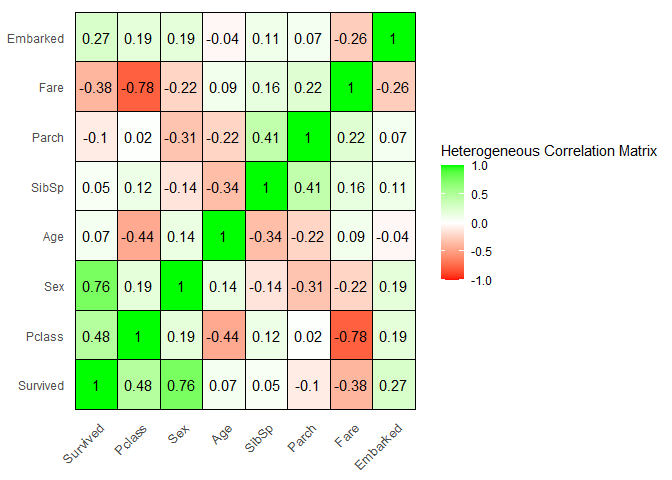 Embarked 0.27 0.19 0.19 -0.04 0.11 0.07 -0.26 1
Fare -0.38 -0.78 -0.22 0.09 0.16 0.22 1 -0.26
Parch -0.1 0.02 -0.31 -0.22 0.41 1 0.22 0.07
SibSp 0.05 0.12 -0.14 -0.34 1 0.41 0.16 0.11
Age 0.07 -0.44 0.14 1 -0.34 -0.22 0.09 -0.04
Sex 0.76 0.19 1 0.14 -0.14 -0.31 -0.22 0.19
Pclass 0.48 1 0.19 -0.44 0.12 0.02 -0.78 0.19
Survived 1 0.48 0.76 0.07 0.05 -0.1 -0.38 0.27
Survived Pclass Sex Age SibSp Parch Fare Embarked
Heterogeneous Correlation Matrix
1.0
0.5
0.0
-0.5
-1.0